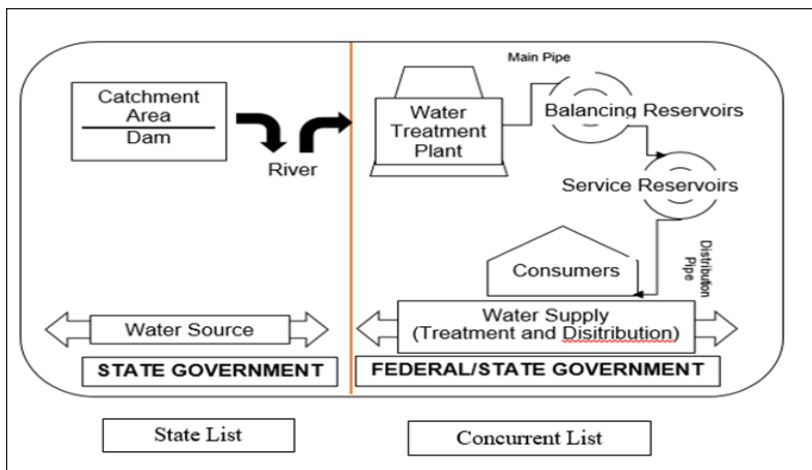 Main Pipe
Catchment
Area
Dam
Water
Treatment
Plant
Balancing Reservoirs
River
Service Reservoirs
Consumers
Distribution
Pipe
Water Source
Water Supply
(Treatment and Disitribution)
STATE GOVERNMENT
FEDERAL/STATE GOVERNMENT
State List
Concurrent List